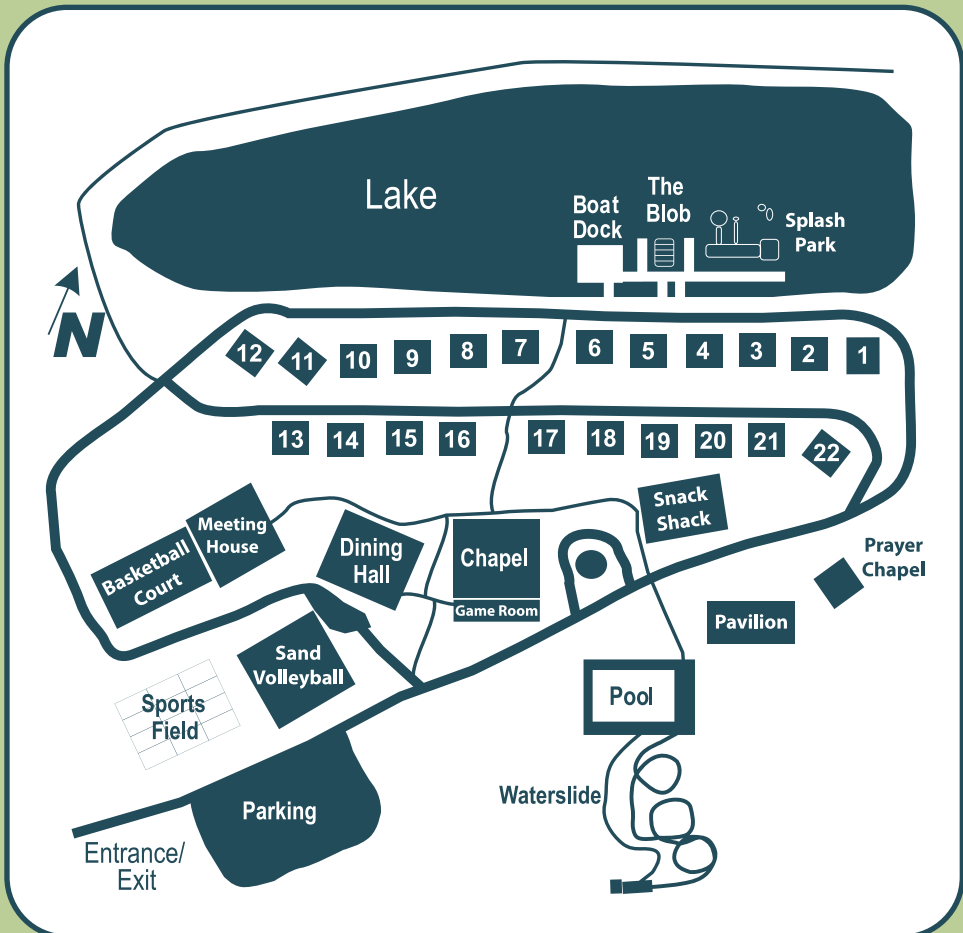 Lake
Boat
Dock
The
Blob
Splash
Park
N
12
11
10
9
8
7
6
5
4
3
2
1
13
14
15
16
17
18
19
20
21
22
Snack
Shack
Meeting
House
Basketball
Court
Dining
Hall
Chapel
Game Room
Prayer
Chapel
Pavilion
Sand
Volleyball
Sports
Field
Pool
Waterslide
Parking
Entrance/
Exit